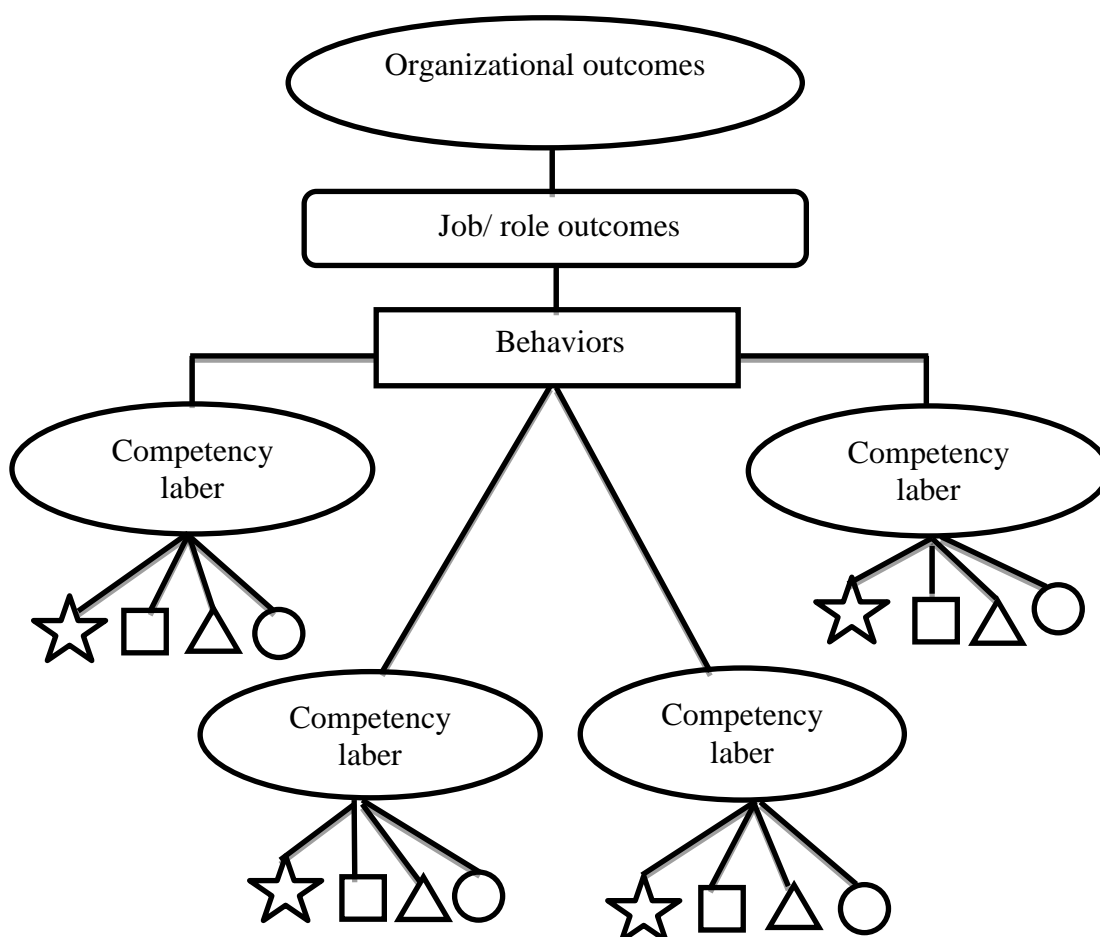 Organizational outcomes
Job/ role outcomes
Behaviors
Competency
laber
Competency
laber
Competency
laber
Competency
laber